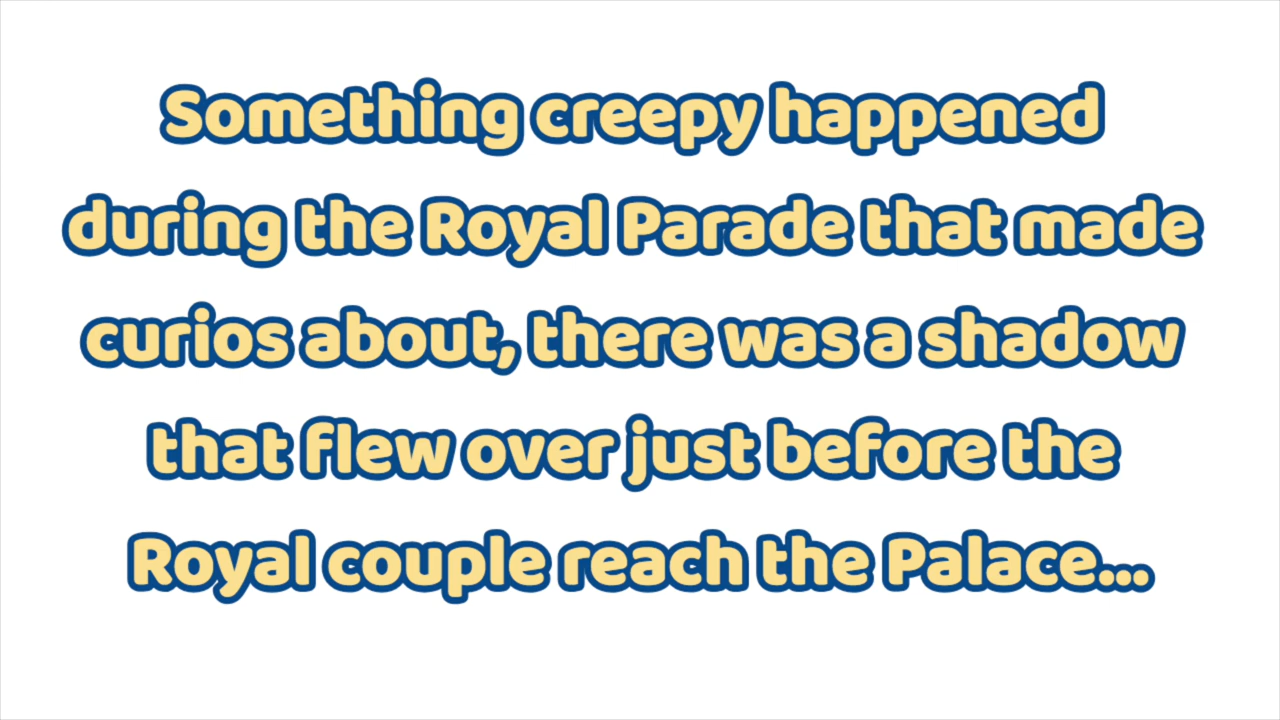 Something creepy happened
during the Royal Parade that made
curios about, there was a shadow
that flew over just before the
Royal couple reach the Palace...